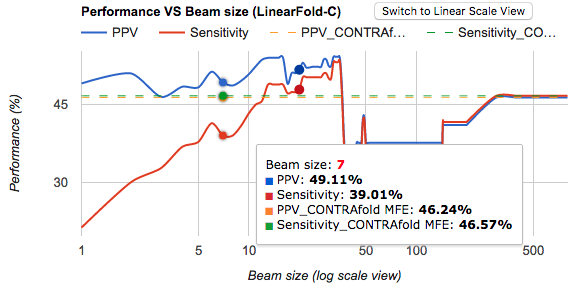 Performance VS Beam size (LinearFold-C)
Switch to Linear Scale View
PPV Sensitivity PPV_CONTRAf… Sensitivity_CO…
Performance (%)
45
30
Beam size: 7
PPV: 49.11%
Sensitivity: 39.01%
PPV_CONTRAfold MFE: 46.24%
Sensitivity_CONTRAfold MFE: 46.57%
1 5 10 50 100 500
Beam size (log scale view)